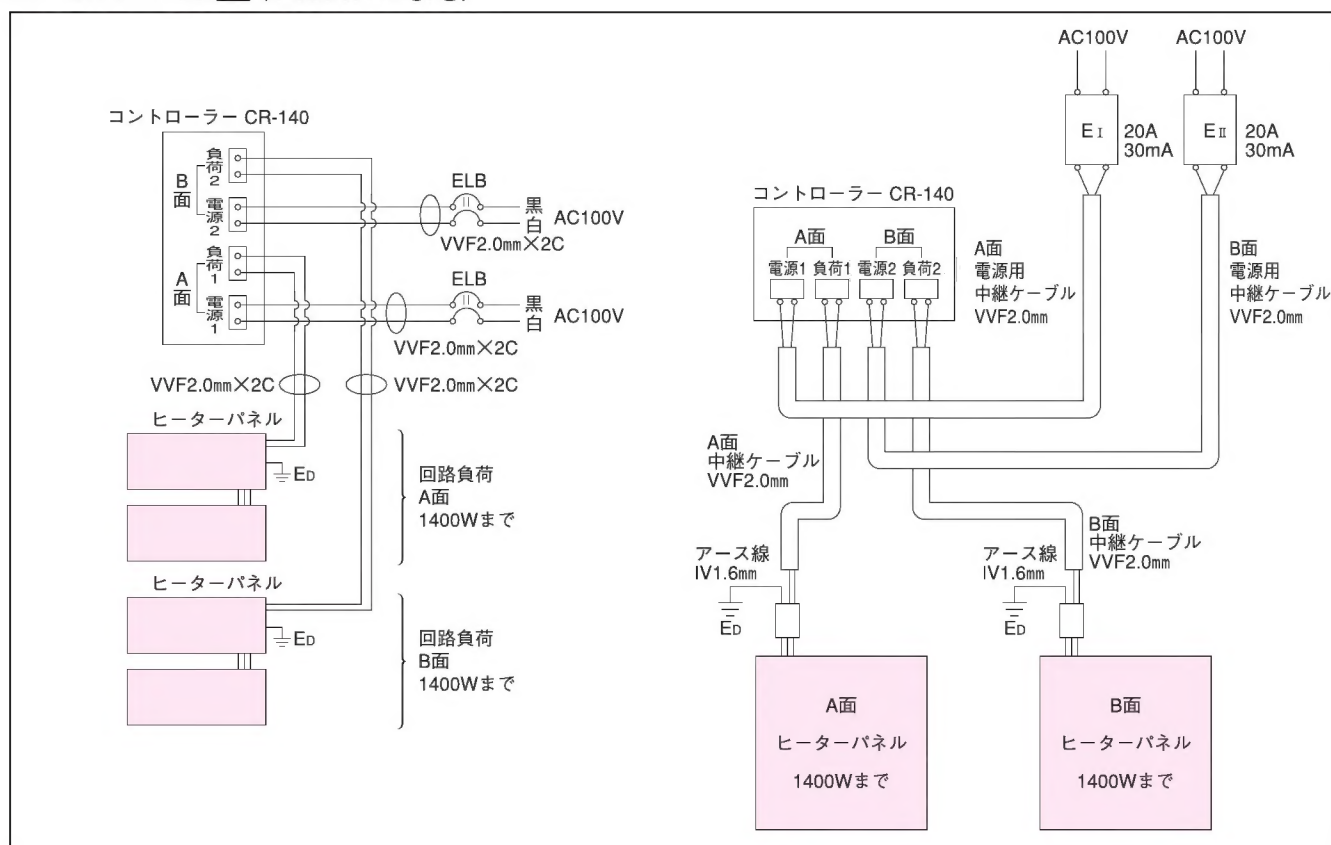 コントローラー CR-140
B面
負荷2
電源2
A面
負荷1
電源1
ELB
黒
白
AC100V
VVF2.0mm×2C
ELB
黒
白
AC100V
VVF2.0mm×2C
VVF2.0mm×2C
VVF2.0mm×2C
ヒーターパネル
ED
回路負荷
A面
1400Wまで
ヒーターパネル
ED
回路負荷
B面
1400Wまで
AC100V
AC100V
EI
20A
30mA
EII
20A
30mA
コントローラー CR-140
A面
B面
電源1
負荷1
電源2
負荷2
A面
電源用
中継ケーブル
VVF2.0mm
B面
電源用
中継ケーブル
VVF2.0mm
A面
中継ケーブル
VVF2.0mm
B面
中継ケーブル
VVF2.0mm
アース線
IV1.6mm
ED
アース線
IV1.6mm
ED
A面
ヒーターパネル
1400Wまで
B面
ヒーターパネル
1400Wまで